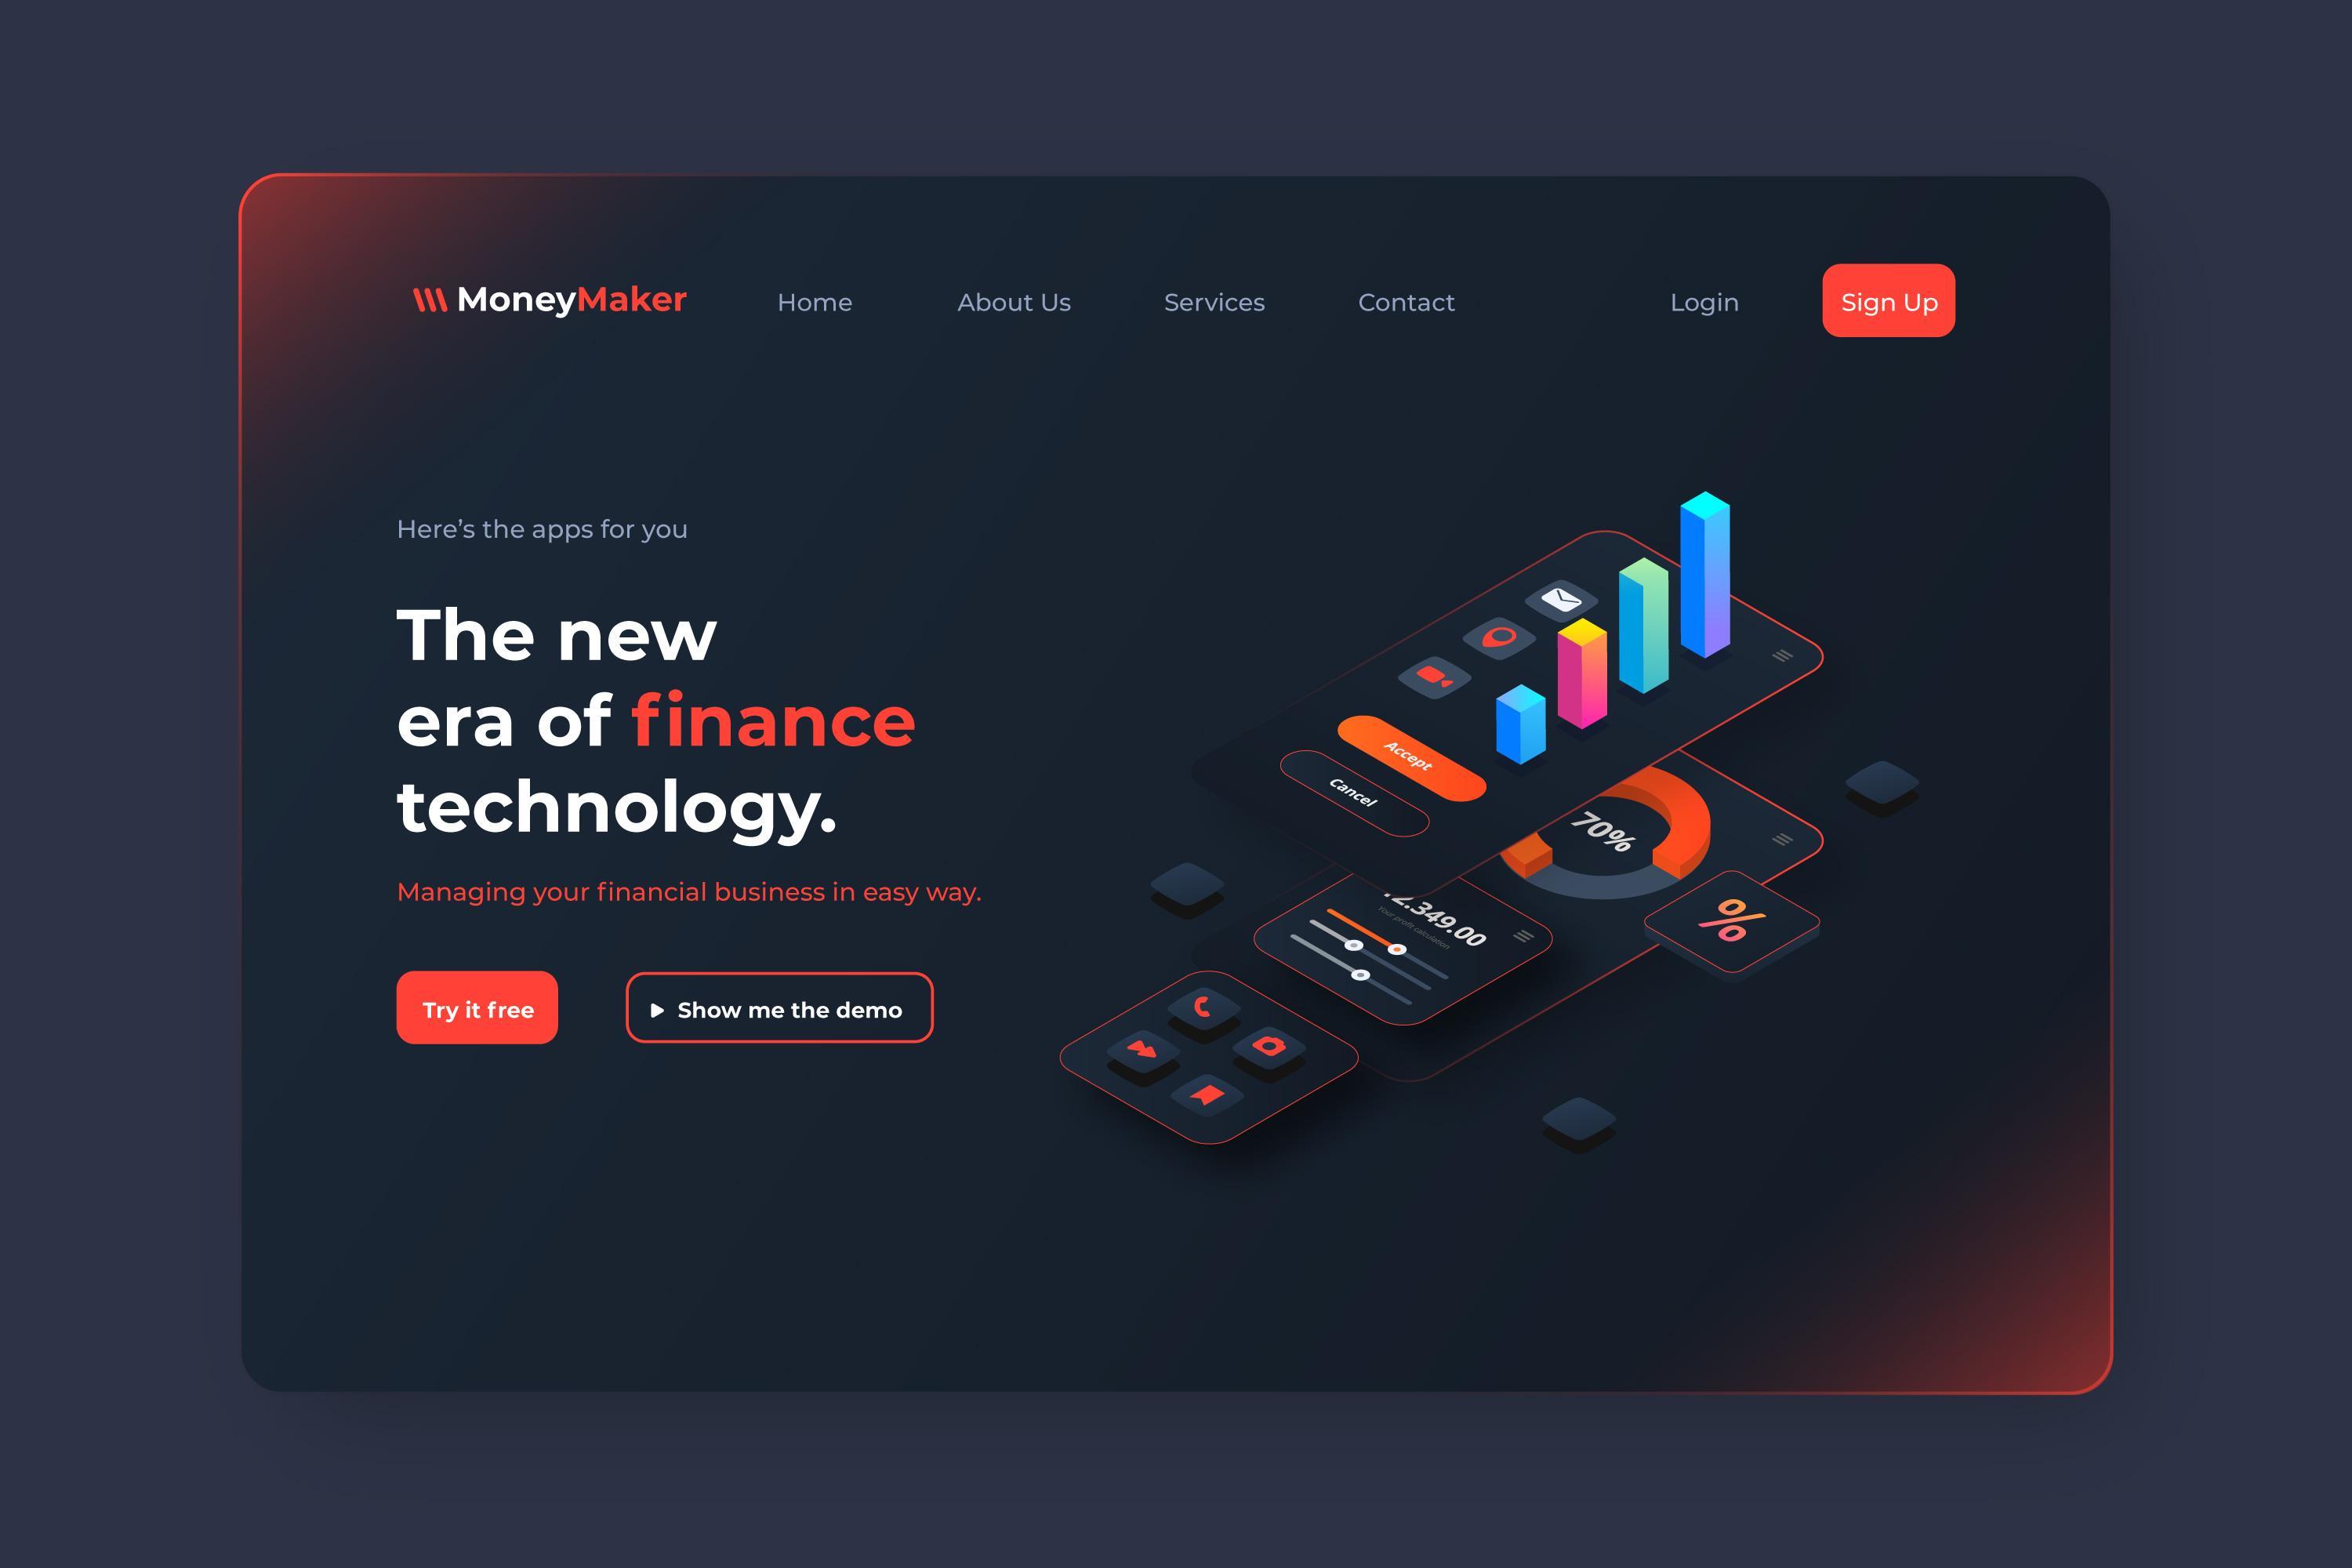 MoneyMaker
Home
About Us
Services
Contact
Login
Sign Up
Here’s the apps for you
The new
era of finance
technology.
Managing your financial business in easy way.
Try it free
Show me the demo
Accept
Cancel
70%
2.349.00
Your profit calculation
%